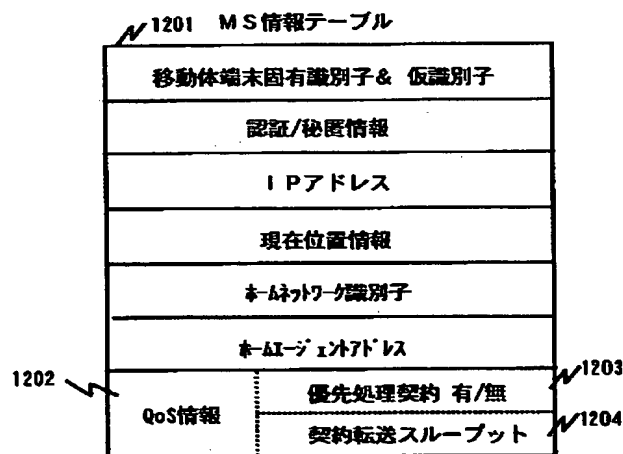 1201 MS情報テーブル
移動体端末固有識別子& 仮識別子
認証/秘匿情報
IPアドレス
現在位置情報
ホームネットワーク識別子
ホームエージェントアドレス
1202
QoS情報
優先処理契約 有/無
1203
契約転送スループット
1204